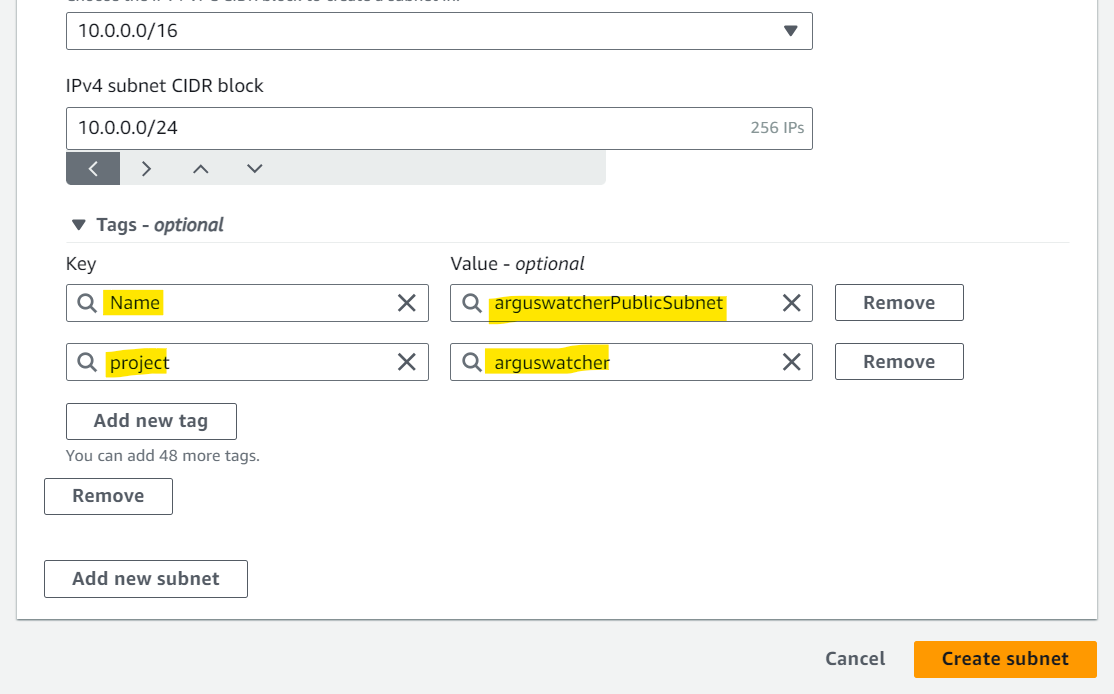 10.0.0.0/16
IPv4 subnet CIDR block
10.0.0.0/24 256 IPs
Tags - optional
Key Value - optional
Name arguswatcherPublicSubnet Remove
project arguswatcher Remove
Add new tag
You can add 48 more tags.
Remove
Add new subnet
Cancel Create subnet